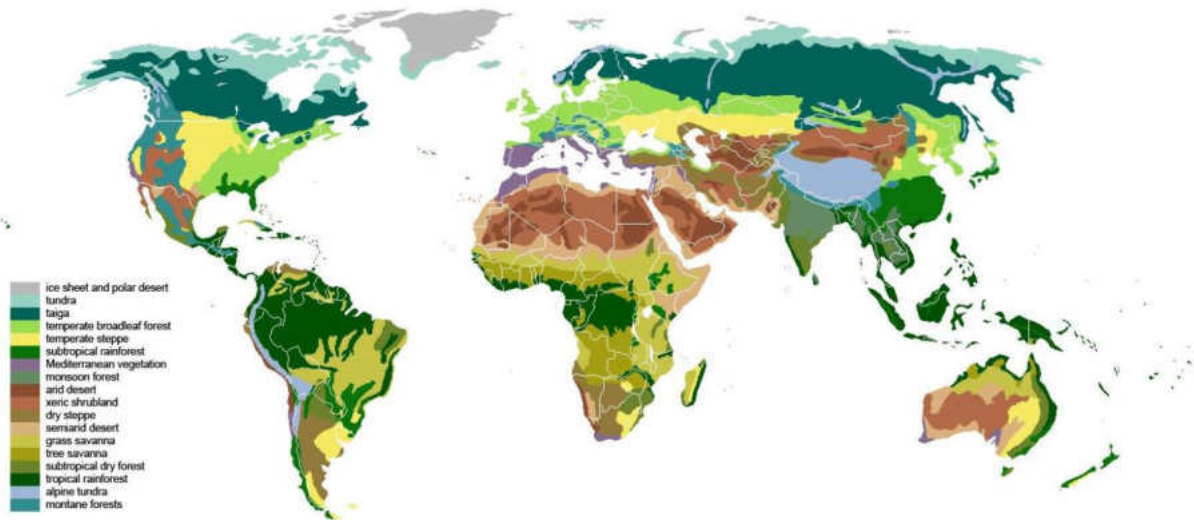 ice sheet and polar desert
tundra
taiga
temperate broadleaf forest
temperate steppe
subtropical rainforest
Mediterranean vegetation
monsoon forest
arid desert
xeric shrubland
dry steppe
semiarid desert
grass savanna
tree savanna
subtropical dry forest
tropical rainforest
alpine tundra
montane forests